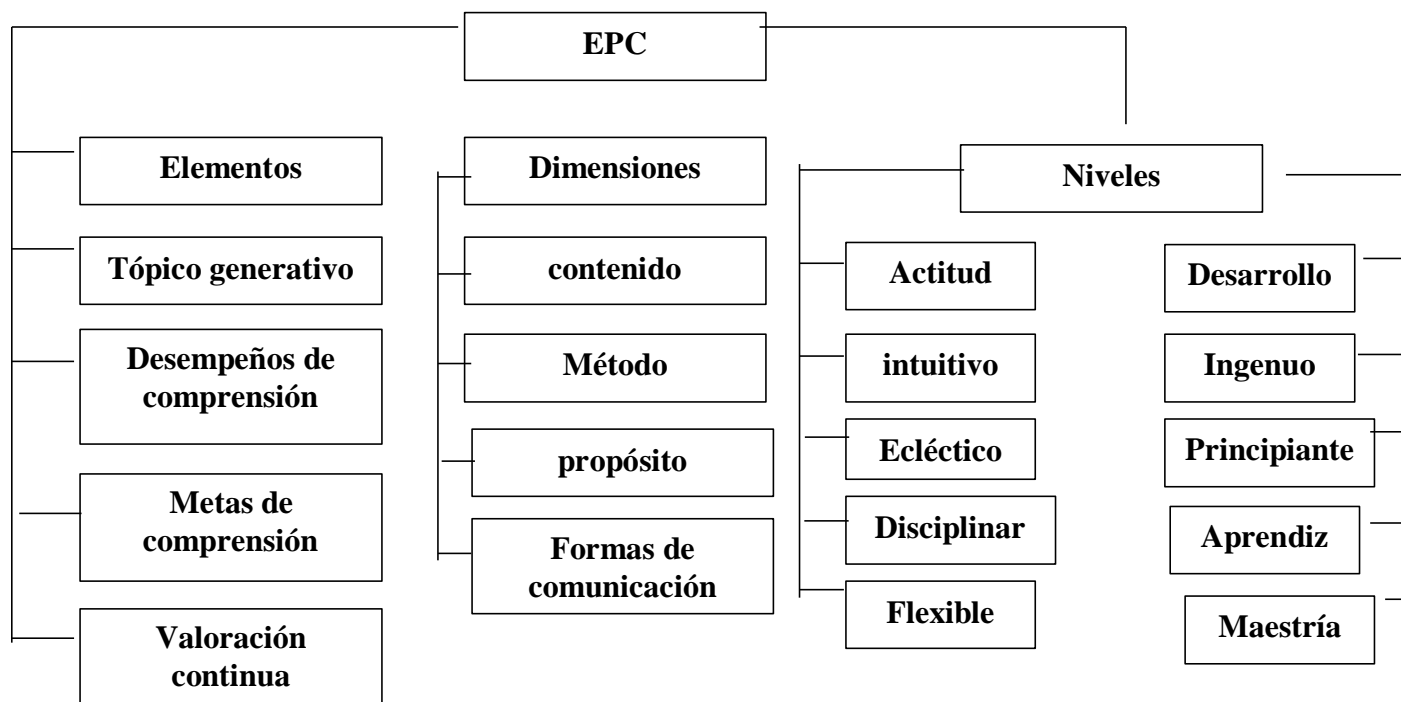 EPC
Elementos
Tópico generativo
Desempeños de
comprensión
Metas de
comprensión
Valoración
continua
Dimensiones
contenido
Método
propósito
Formas de
comunicación
Niveles
Actitud
intuitivo
Ecléctico
Disciplinar
Flexible
Desarrollo
Ingenuo
Principiante
Aprendiz
Maestría